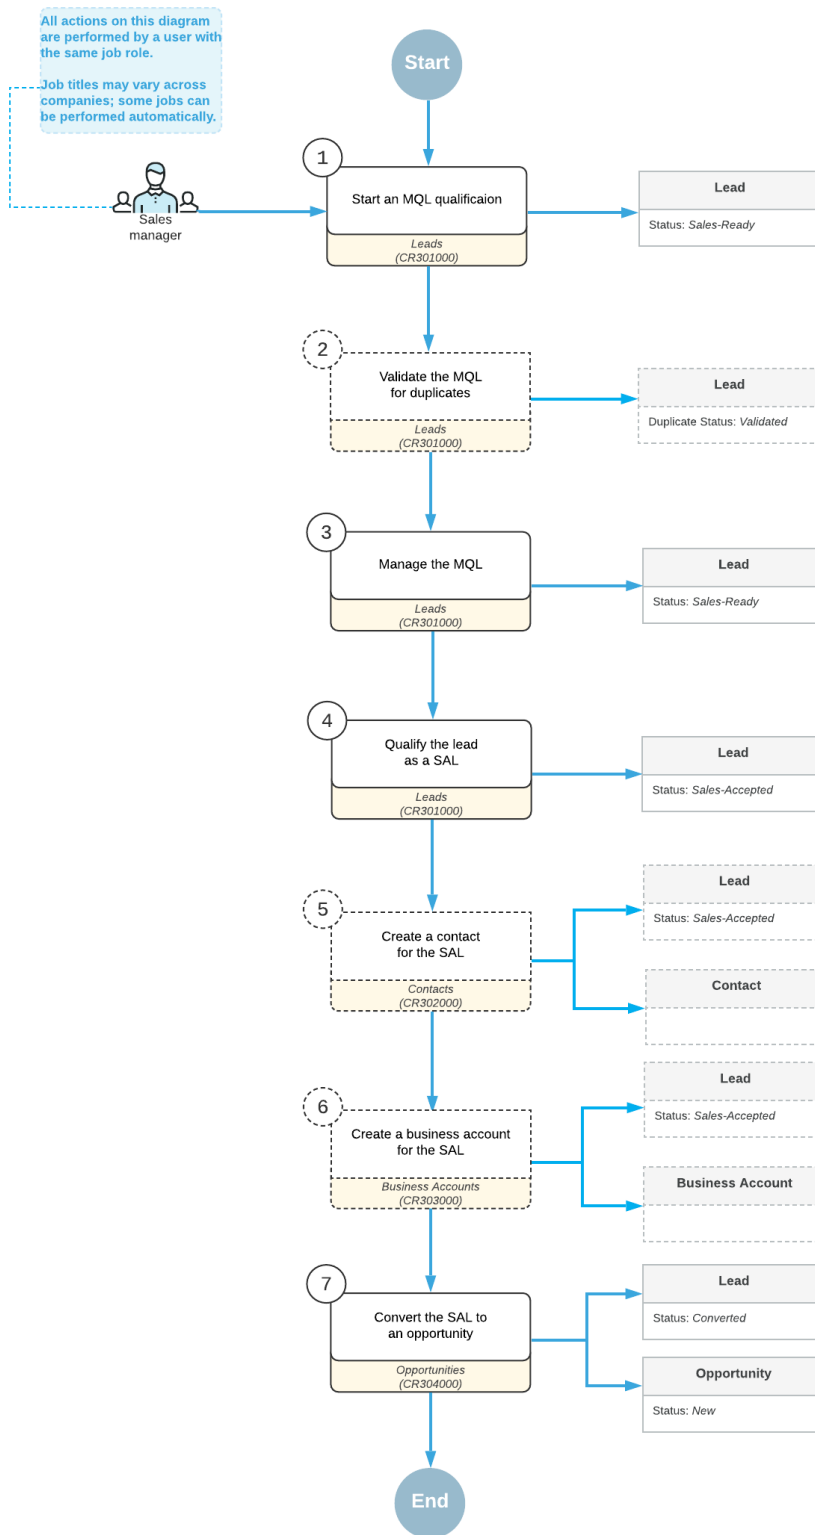 All actions on this diagram
are performed by a user with
the same job role.
Job titles may vary across
companies; some jobs can
be performed automatically.
Start
Sales
manager
1
Start an MQL qualificaion
Leads
(CR301000)
Lead
Status: Sales-Ready
2
Validate the MQL
for duplicates
Leads
(CR301000)
Lead
Duplicate Status: Validated
3
Manage the MQL
Leads
(CR301000)
Lead
Status: Sales-Ready
4
Qualify the lead
as a SAL
Leads
(CR301000)
Lead
Status: Sales-Accepted
5
Create a contact
for the SAL
Contacts
(CR302000)
Lead
Status: Sales-Accepted
Contact
6
Create a business account
for the SAL
Business Accounts
(CR303000)
Lead
Status: Sales-Accepted
Business Account
7
Convert the SAL to
an opportunity
Opportunities
(CR304000)
Lead
Status: Converted
Opportunity
Status: New
End